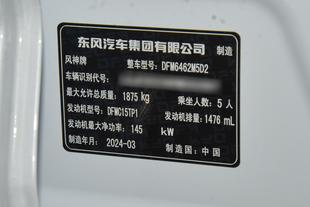 东风汽车集团有限公司 制造
风神牌 整车型号: DFM6462M5D2
车辆识别代号:
最大允许总质量: 1875 kg 乘坐人数: 5 人
发动机型号: DFMC15TP1 发动机排量: 1476 mL
发动机最大净功率: 145 kW
制造年月: 2024-03 制造国: 中国